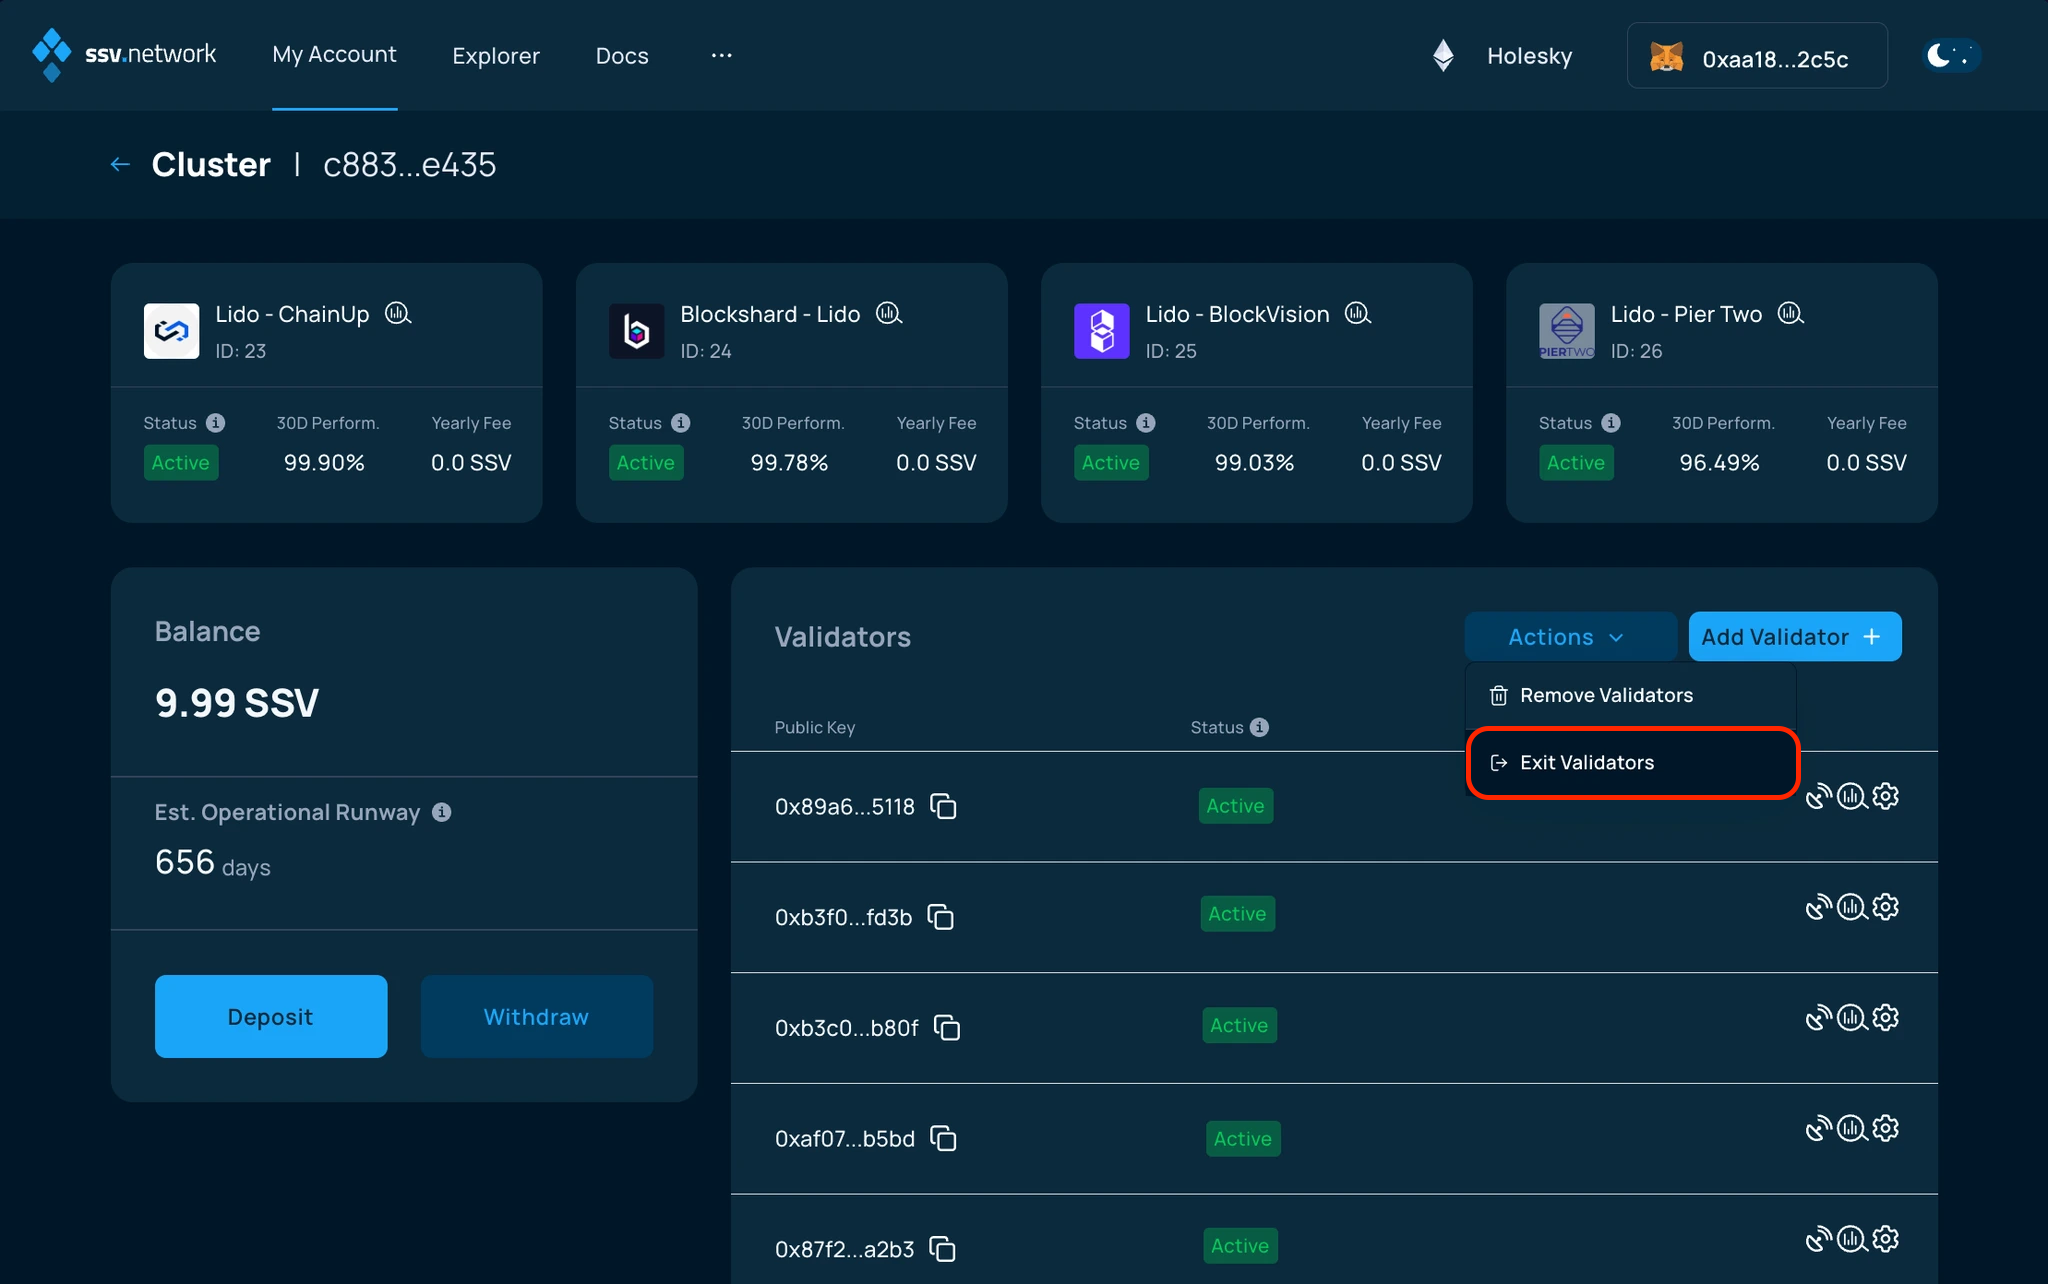 ssv.network My Account Explorer Docs ... Holesky 0xaa18...2c5c
Cluster | c883...e435
Lido - ChainUp
ID: 23
Status 30D Perform. Yearly Fee
Active 99.90% 0.0 SSV
Blockshard - Lido
ID: 24
Status 30D Perform. Yearly Fee
Active 99.78% 0.0 SSV
Lido - BlockVision
ID: 25
Status 30D Perform. Yearly Fee
Active 99.03% 0.0 SSV
PIERTWO
Lido - Pier Two
ID: 26
Status 30D Perform. Yearly Fee
Active 96.49% 0.0 SSV
Balance
9.99 SSV
Est. Operational Runway
656 days
Deposit Withdraw
Validators Actions Add Validator +
Remove Validators
Exit Validators
Public Key Status
0x89a6...5118 Active
0xb3f0...fd3b Active
0xb3c0...b80f Active
0xaf07...b5bd Active
0x87f2...a2b3 Active